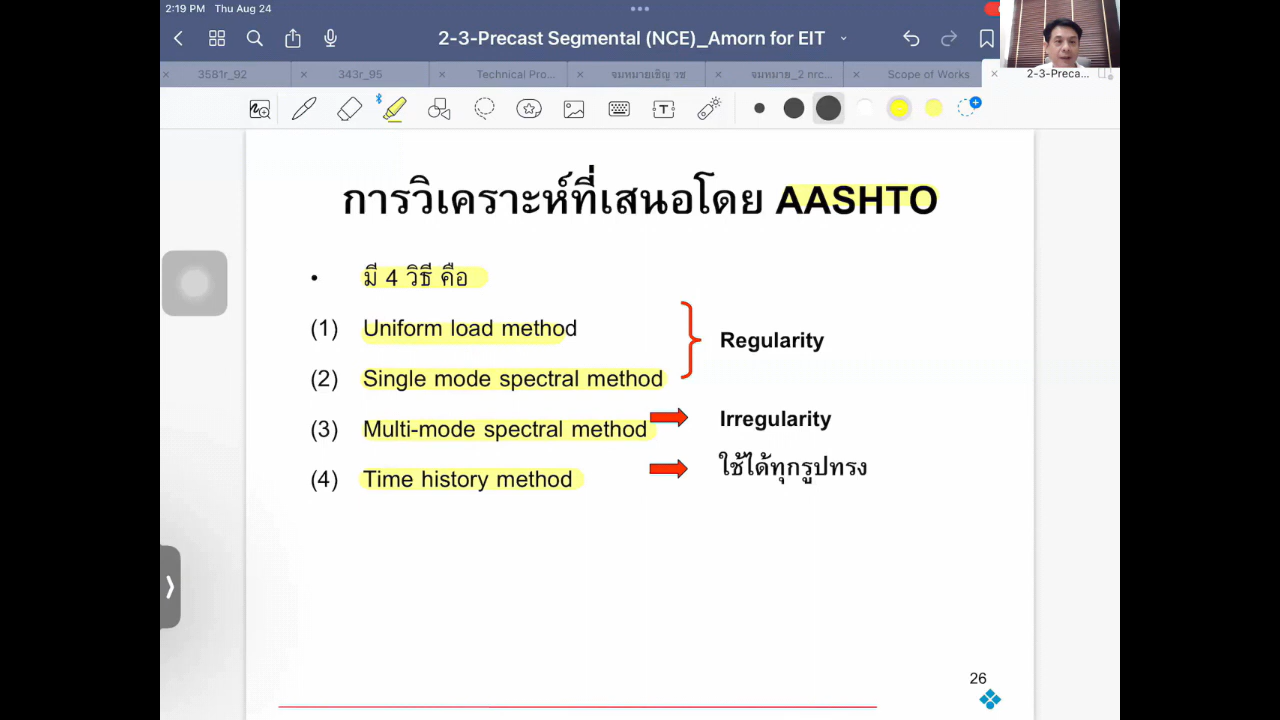 2:19 PM Thu Aug 24
2-3-Precast Segmental (NCE)_Amorn for EIT
3581r_92
343r_95
Technical Pro...
จมหมายเชิญ วช
จมหมาย_2 nrc...
Scope of Works
2-3-Preca...
การวิเคราะห์ที่เสนอโดย AASHTO
• มี 4 วิธี คือ
(1) Uniform load method
Regularity
(2) Single mode spectral method
(3) Multi-mode spectral method
Irregularity
(4) Time history method
ใช้ได้ทุกรูปทรง
26